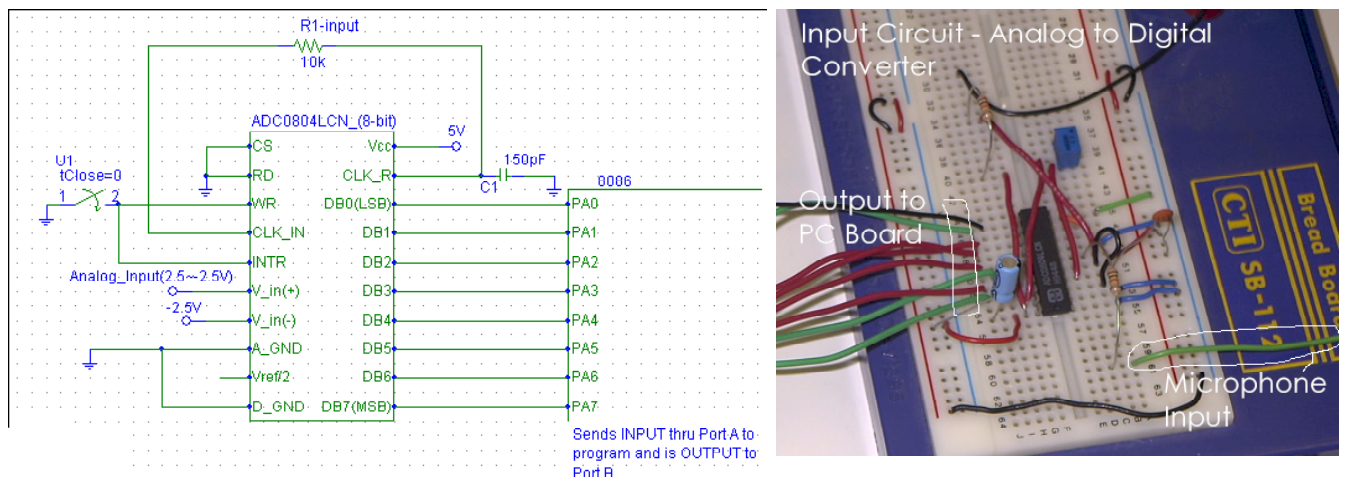 R1-input
10k
ADC0804LCN_(8-bit)
U1
tClose=0
1 2
CS
RD
WR
CLK_IN
INTR
V_in(+)
V_in(-)
A_GND
Vref/2
D_GND
Vcc
CLK_R
DB0(LSB)
DB1
DB2
DB3
DB4
DB5
DB6
DB7(MSB)
Analog_Input(2.5~2.5V)
-2.5V
5V
150pF
C1
0006
PA0
PA1
PA2
PA3
PA4
PA5
PA6
PA7
Sends INPUT thru Port A to
program and is OUTPUT to
Port B
Input Circuit - Analog to Digital
Converter
Output to
PC Board
Microphone
Input
CTI SB-112
Bread Board